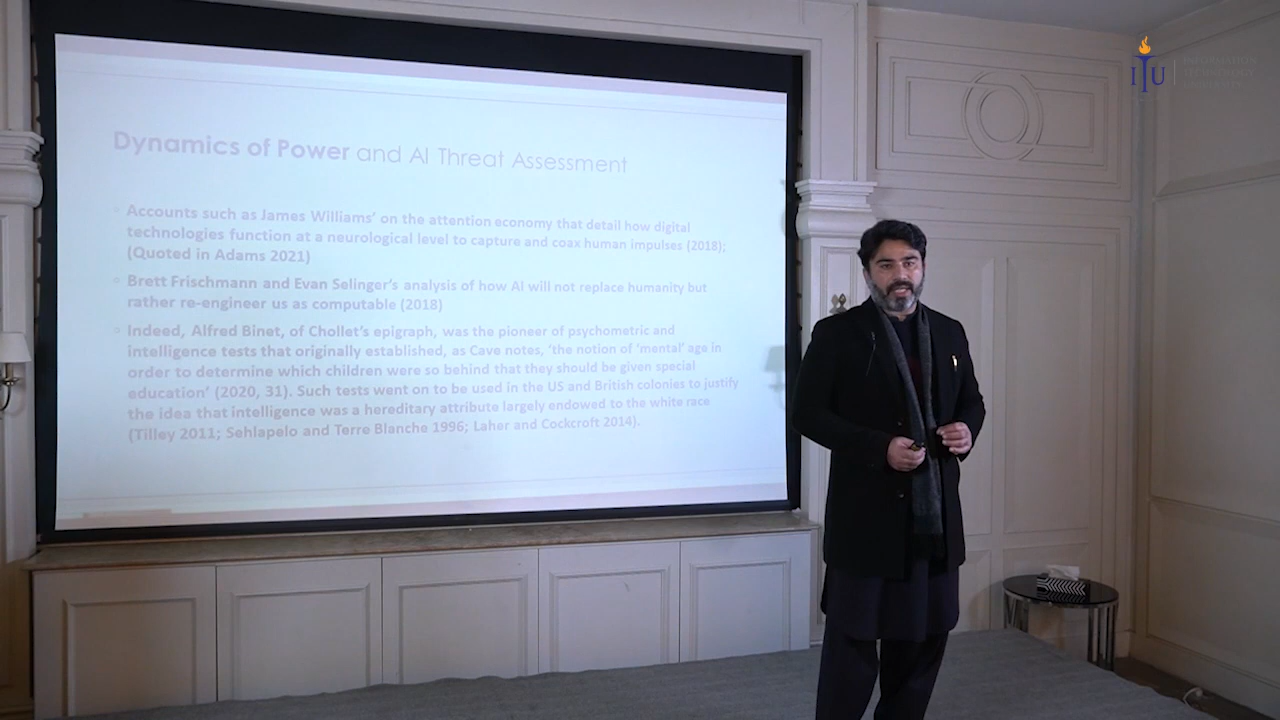 Dynamics of Power and AI Threat Assessment
Accounts such as James Williams’ on the attention economy that detail how digital
technologies function at a neurological level to capture and coax human impulses (2018);
(Quoted in Adams 2021)
Brett Frischmann and Evan Selinger’s analysis of how AI will not replace humanity but
rather re-engineer us as computable (2018)
Indeed, Alfred Binet, of Chollet’s epigraph, was the pioneer of psychometric and
intelligence tests that originally established, as Cave notes, ‘the notion of ‘mental’ age in
order to determine which children were so behind that they should be given special
education’ (2020, 31). Such tests went on to be used in the US and British colonies to justify
the idea that intelligence was a hereditary attribute largely endowed to the white race
(Tilley 2011; Sehlapelo and Terre Blanche 1996; Laher and Cockcroft 2014).
ITU
INFORMATION
TECHNOLOGY
UNIVERSITY